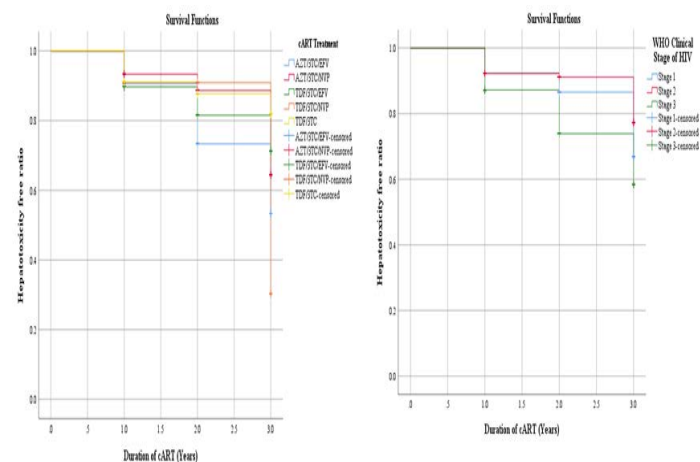 Survival Functions
cART Treatment
AZT/3TC/EFV
AZT/3TC/NVP
TDF/3TC/EFV
TDF/3TC/NVP
TDF/3TC
AZT/3TC/EFV-censored
AZT/3TC/NVP-censored
TDF/3TC/EFV-censored
TDF/3TC/NVP-censored
TDF/3TC-censored
Hepatotoxicity free ratio
1.0
0.8
0.6
0.4
0.2
0.0
.0 .5 1.0 1.5 2.0 2.5 3.0
Duration of cART (Years)
Survival Functions
WHO Clinical
Stage of HIV
Stage 1
Stage 2
Stage 3
Stage 1-censored
Stage 2-censored
Stage 3-censored
Hepatotoxicity free ratio
1.0
0.8
0.6
0.4
0.2
0.0
.0 .5 1.0 1.5 2.0 2.5 3.0
Duration of cART (Years)